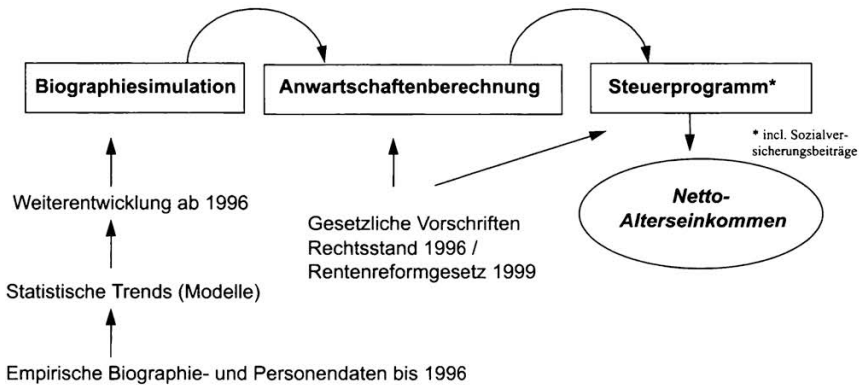 Biographiesimulation
Anwartschaftenberechnung
Steuerprogramm*
* incl. Sozialver-
sicherungsbeiträge
Weiterentwicklung ab 1996
Netto-
Alterseinkommen
Gesetzliche Vorschriften
Rechtsstand 1996 /
Rentenreformgesetz 1999
Statistische Trends (Modelle)
Empirische Biographie- und Personendaten bis 1996